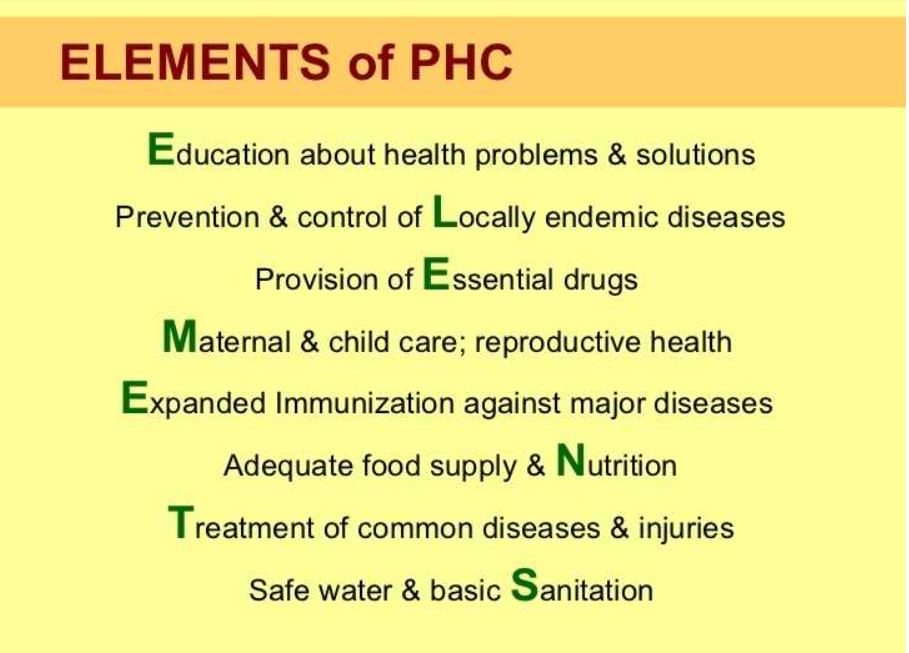 ELEMENTS of PHC
Education about health problems & solutions
Prevention & control of Locally endemic diseases
Provision of Essential drugs
Maternal & child care; reproductive health
Expanded Immunization against major diseases
Adequate food supply & Nutrition
Treatment of common diseases & injuries
Safe water & basic Sanitation